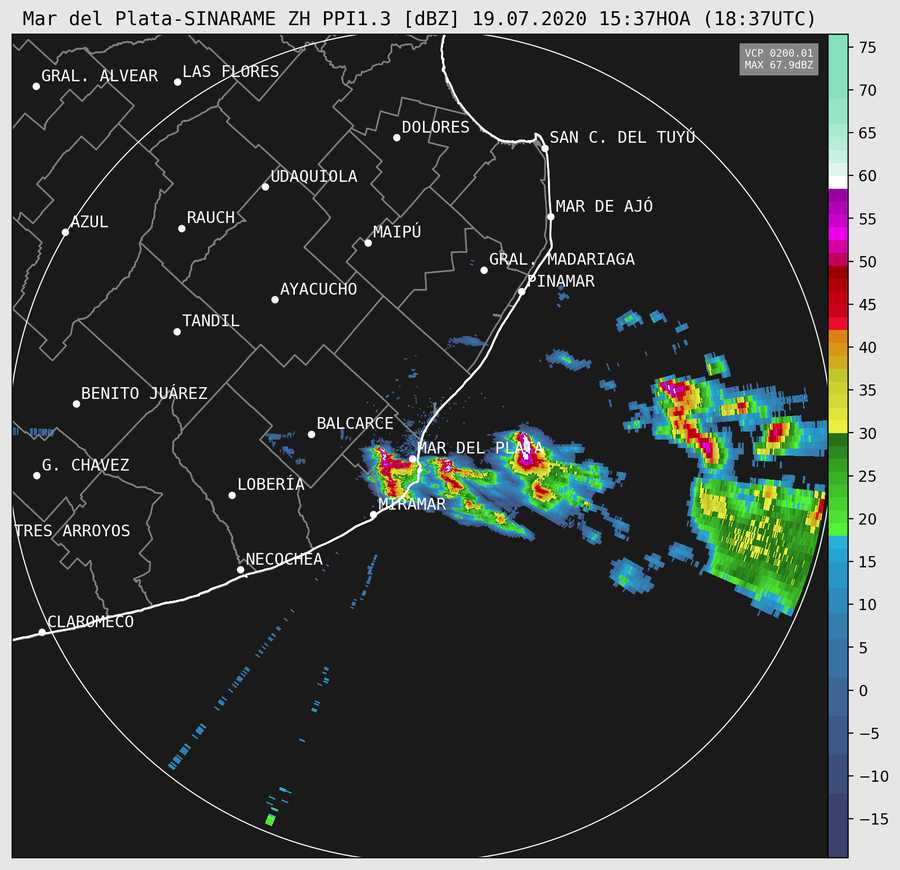 Mar del Plata-SINARAME ZH PPI1.3 [dBZ] 19.07.2020 15:37HOA (18:37UTC)
VCP 0200.01
MAX 67.9dBZ
GRAL. ALVEAR
LAS FLORES
DOLORES
SAN C. DEL TUYÚ
UDAQUIOLA
MAR DE AJÓ
AZUL
RAUCH
MAIPÚ
GRAL. MADARIAGA
PINAMAR
AYACUCHO
TANDIL
BENITO JUÁREZ
BALCARCE
MAR DEL PLATA
G. CHAVEZ
LOBERÍA
MIRAMAR
TRES ARROYOS
NECOCHEA
CLAROMECO
75
70
65
60
55
50
45
40
35
30
25
20
15
10
5
0
−5
−10
−15